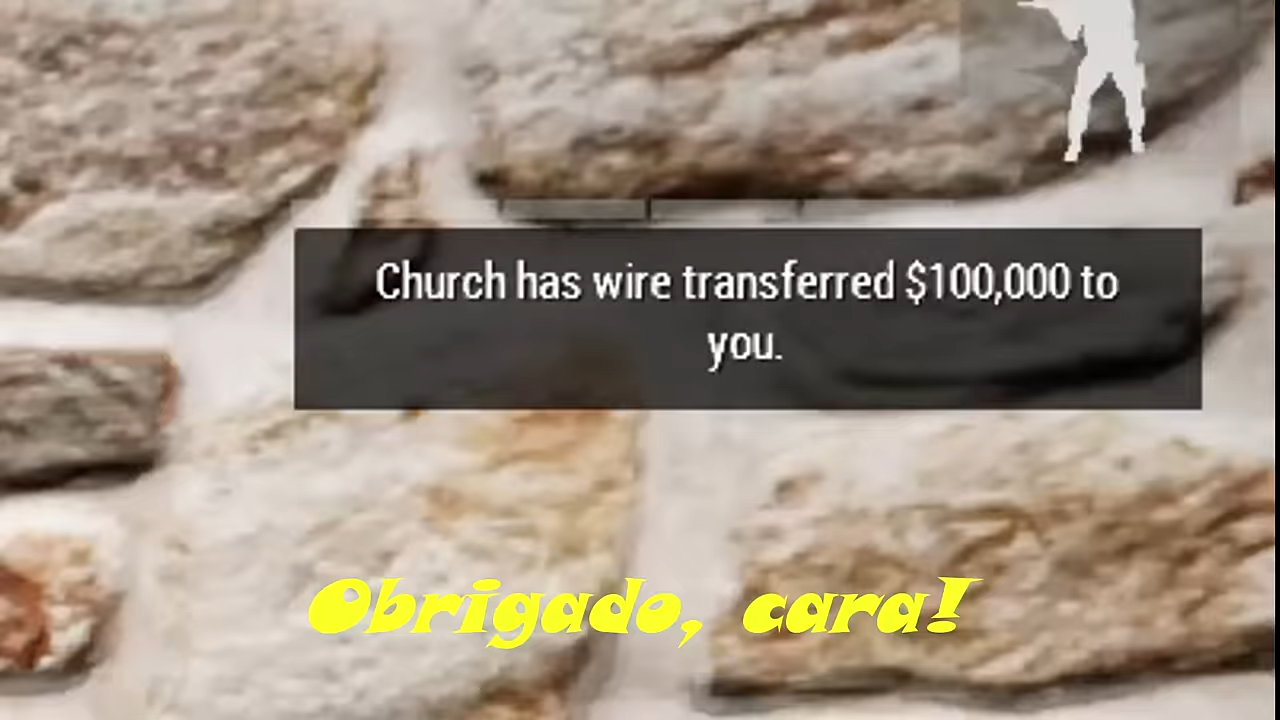 Church has wire transferred $100,000 to
you.
Obrigado, cara!